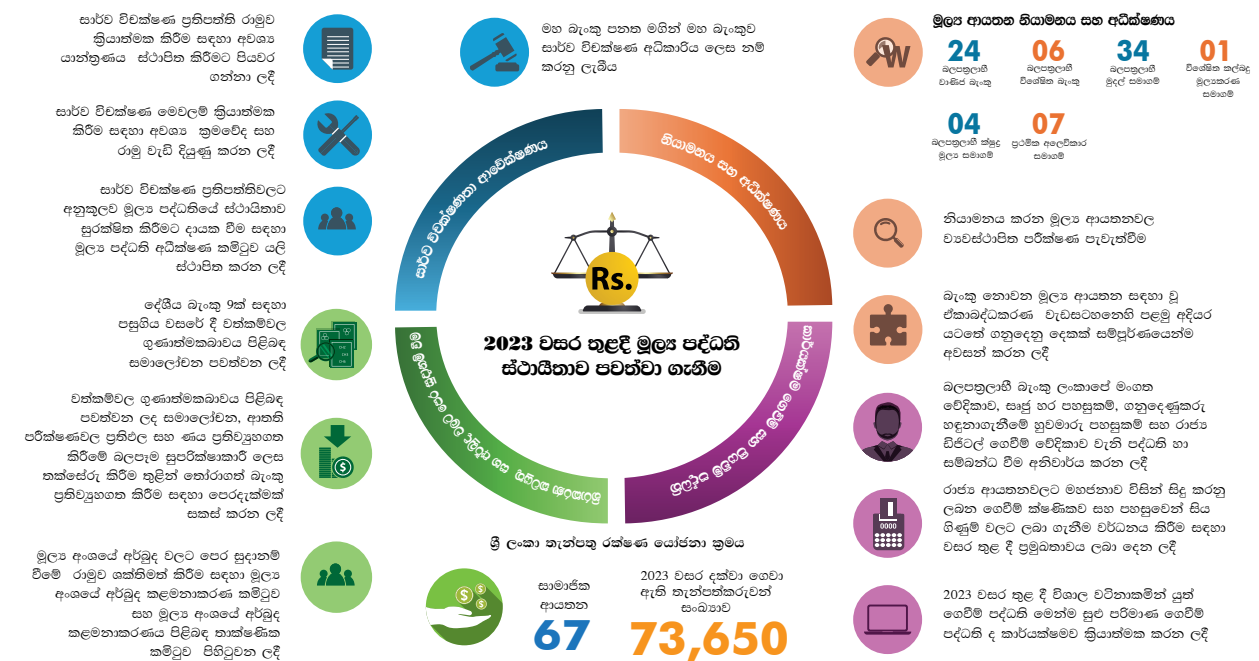 සාර්ව විචක්ෂණ ප්‍රතිපත්ති රාමුව
ක්‍රියාත්මක කිරීම සඳහා අවශ්‍ය
යාන්ත්‍රණය ස්ථාපිත කිරීමට පියවර
ගන්නා ලදී
සාර්ව විචක්ෂණ මෙවලම් ක්‍රියාත්මක
කිරීම සඳහා අවශ්‍ය ක්‍රමවේද සහ
රාමු වැඩි දියුණු කරන ලදී
සාර්ව විචක්ෂණ ප්‍රතිපත්තිවලට
අනුකූලව මූල්‍ය පද්ධතියේ ස්ථායිතාව
සුරක්ෂිත කිරීමට දායක වීම සඳහා
මූල්‍ය පද්ධති අධීක්ෂණ කමිටුව යලි
ස්ථාපිත කරන ලදී
දේශීය බැංකු 9ක් සඳහා
පසුගිය වසරේ දී වත්කම්වල
ගුණාත්මකබාවය පිළිබඳ
සමාලෝචන පවත්වන ලදී
වත්කම්වල ගුණාත්මකබාවය පිළිබඳ
පවත්වන ලද සමාලෝචන, ආතති
පරීක්ෂණවල ප්‍රතිඵල සහ ණය ප්‍රතිව්‍යුහගත
කිරීමේ බලපෑම සුපරික්ෂාකාරී ලෙස
තක්සේරු කිරීම තුළින් තෝරාගත් බැංකු
ප්‍රතිව්‍යුහගත කිරීම සඳහා පෙරදැක්මක්
සකස් කරන ලදී
මූල්‍ය අංශයේ අර්බුද වලට පෙර සුදානම්
වීමේ රාමුව ශක්තිමත් කිරීම සඳහා මූල්‍ය
අංශයේ අර්බුද කළමනාකරණ කමිටුව
සහ මූල්‍ය අංශයේ අර්බුද
කළමනාකරණය පිළිබඳ තාක්ෂණික
කමිටුව පිහිටුවන ලදී
මහ බැංකු පනත මගින් මහ බැංකුව
සාර්ව විචක්ෂණ අධිකාරිය ලෙස නම්
කරනු ලැබීය
සාර්ව විචක්ෂණතා ආවේක්ෂණය
නියාමනය සහ අධීක්ෂණය
Rs.
2023 වසර තුළදී මූල්‍ය පද්ධති
ස්ථායීතාව පවත්වා ගැනීම
ශ්‍රී ලංකා තැන්පතු රක්ෂණ යෝජනා ක්‍රමය
සාමාජික
ආයතන
67
2023 වසර දක්වා ගෙවා
ඇති තැන්පත්කරුවන්
සංඛ්‍යාව
73,650
මූල්‍ය ආයතන නියාමනය සහ අධීක්ෂණය
24
බලපත්‍රලාභී
වාණිජ බැංකු
06
බලපත්‍රලාභී
විශේෂිත බැංකු
34
බලපත්‍රලාභී
මුදල් සමාගම්
01
විශේෂිත කල්බදු
මූල්‍යකරණ
සමාගම්
04
බලපත්‍රලාභී ක්ෂුද්‍ර
මූල්‍ය සමාගම්
07
ප්‍රථමික අලෙවිකාර
සමාගම්
නියාමනය කරන මූල්‍ය ආයතනවල
ව්‍යවස්ථාපිත පරීක්ෂණ පැවැත්වීම
බැංකු නොවන මූල්‍ය ආයතන සඳහා වූ
ඒකාබද්ධකරණ වැඩසටහනෙහි පළමු අදියර
යටතේ ගනුදෙනු දෙකක් සම්පූර්ණයෙන්ම
අවසන් කරන ලදී
බලපත්‍රලාභී බැංකු ලංකාපේ මංගත
වේදිකාව, සෘජු හර පහසුකම්, ගනුදෙණුකරු
හඳුනාගැනීමේ හුවමාරු පහසුකම් සහ රාජ්‍ය
ඩිජිටල් ගෙවීම් වේදිකාව වැනි පද්ධති හා
සම්බන්ධ වීම අනිවාර්ය කරන ලදී
රාජ්‍ය ආයතනවලට මහජනාව විසින් සිදු කරනු
ලබන ගෙවීම් ක්ෂණිකව සහ පහසුවෙන් සිය
ගිණුම් වලට ලබා ගැනීම වර්ධනය කිරීම සඳහා
වසර තුළ දී ප්‍රමුඛතාවය ලබා දෙන ලදී
0000
2023 වසර තුළ දී විශාල වටිනාකමින් යුත්
ගෙවීම් පද්ධති මෙන්ම සුළු පරිමාණ ගෙවීම්
පද්ධති ද කාර්යක්ෂමව ක්‍රියාත්මක කරන ලදී